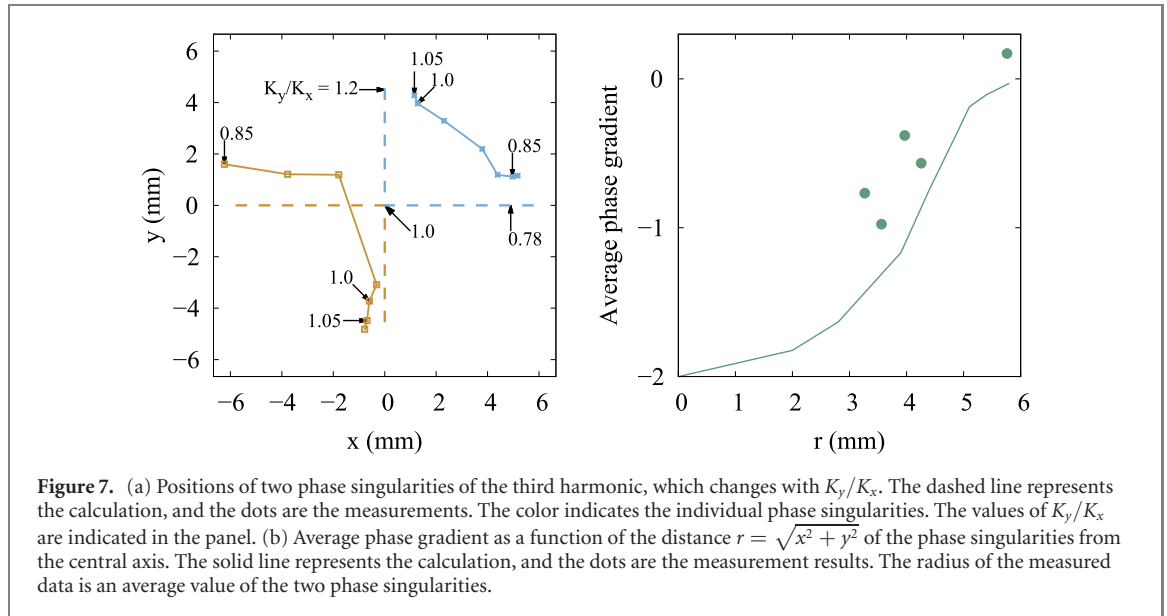 6
4
2
0
−2
−4
−6
y (mm)
−6 −4 −2 0 2 4 6
x (mm)
K_y/K_x = 1.2
1.05
1.0
0.85
0.85
1.0
0.78
1.0
1.05
0
−1
−2
Average phase gradient
0 1 2 3 4 5 6
r (mm)
Figure 7. (a) Positions of two phase singularities of the third harmonic, which changes with K_y/K_x. The dashed line represents
the calculation, and the dots are the measurements. The color indicates the individual phase singularities. The values of K_y/K_x
are indicated in the panel. (b) Average phase gradient as a function of the distance r = √(x² + y²) of the phase singularities from
the central axis. The solid line represents the calculation, and the dots are the measurement results. The radius of the measured
data is an average value of the two phase singularities.